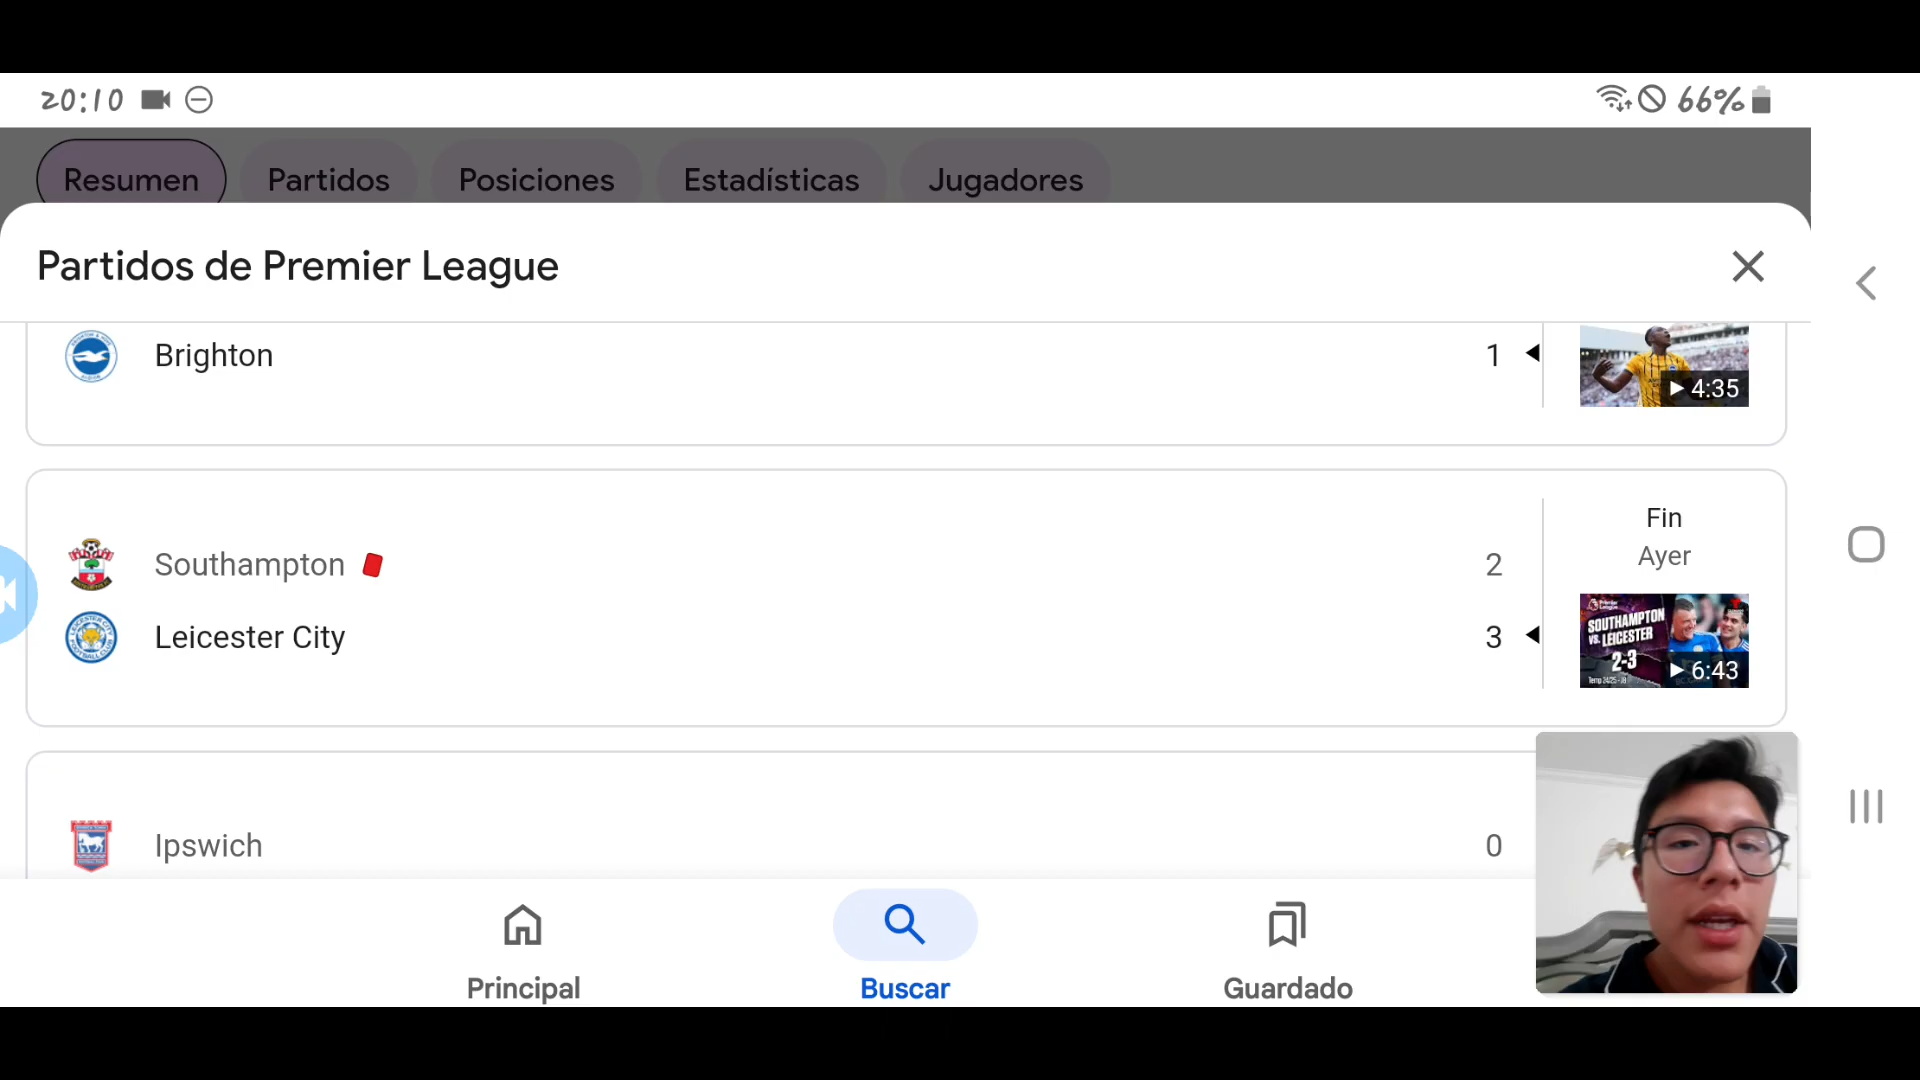 20:10
66%
Resumen
Partidos
Posiciones
Estadísticas
Jugadores
Partidos de Premier League
Brighton
1
4:35
Fin
Ayer
Southampton
2
Leicester City
3
SOUTHAMPTON
VS. LEICESTER
2-3
6:43
Ipswich
0
Principal
Buscar
Guardado